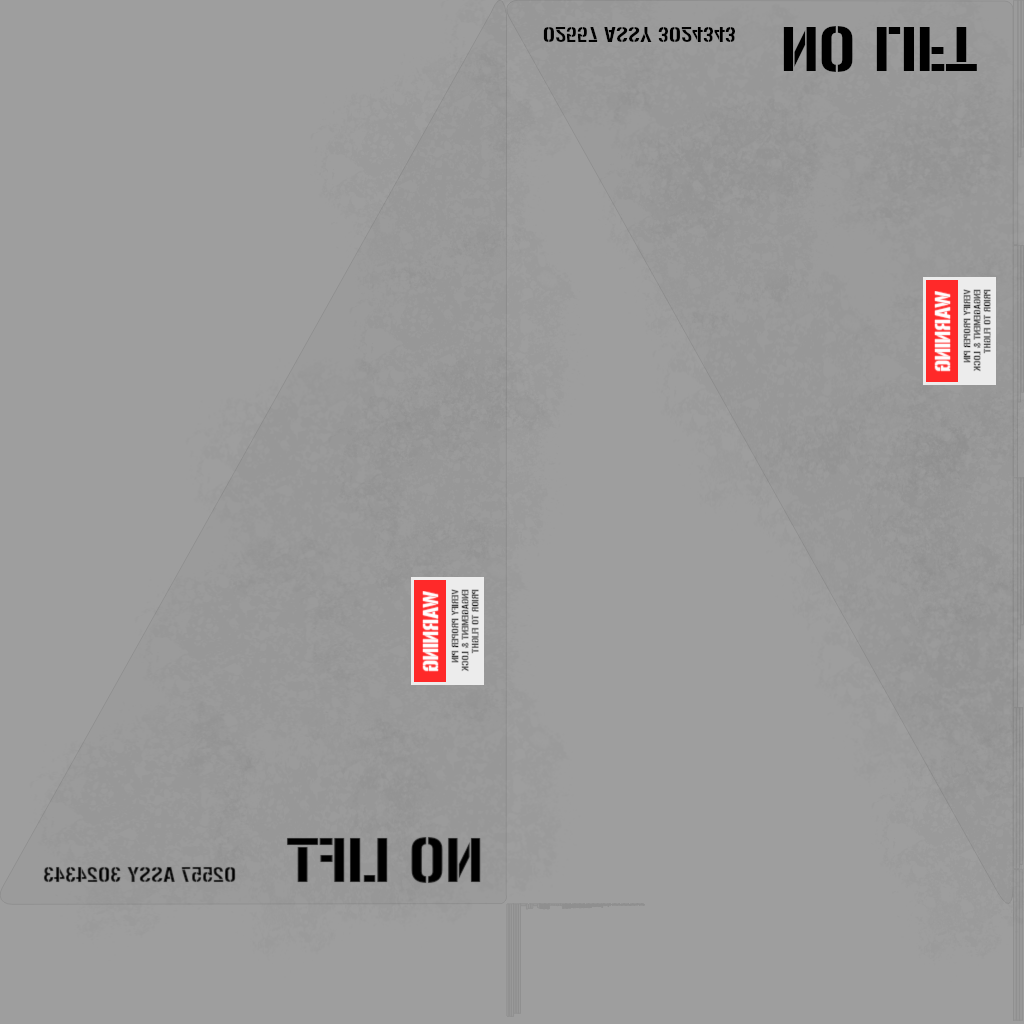 02557 ASSY 3024343
NO LIFT
WARNING
VERIFY PROPER PIN
ENGAGEMENT & LOCK
PRIOR TO FLIGHT
WARNING
VERIFY PROPER PIN
ENGAGEMENT & LOCK
PRIOR TO FLIGHT
NO LIFT
02557 ASSY 3024343